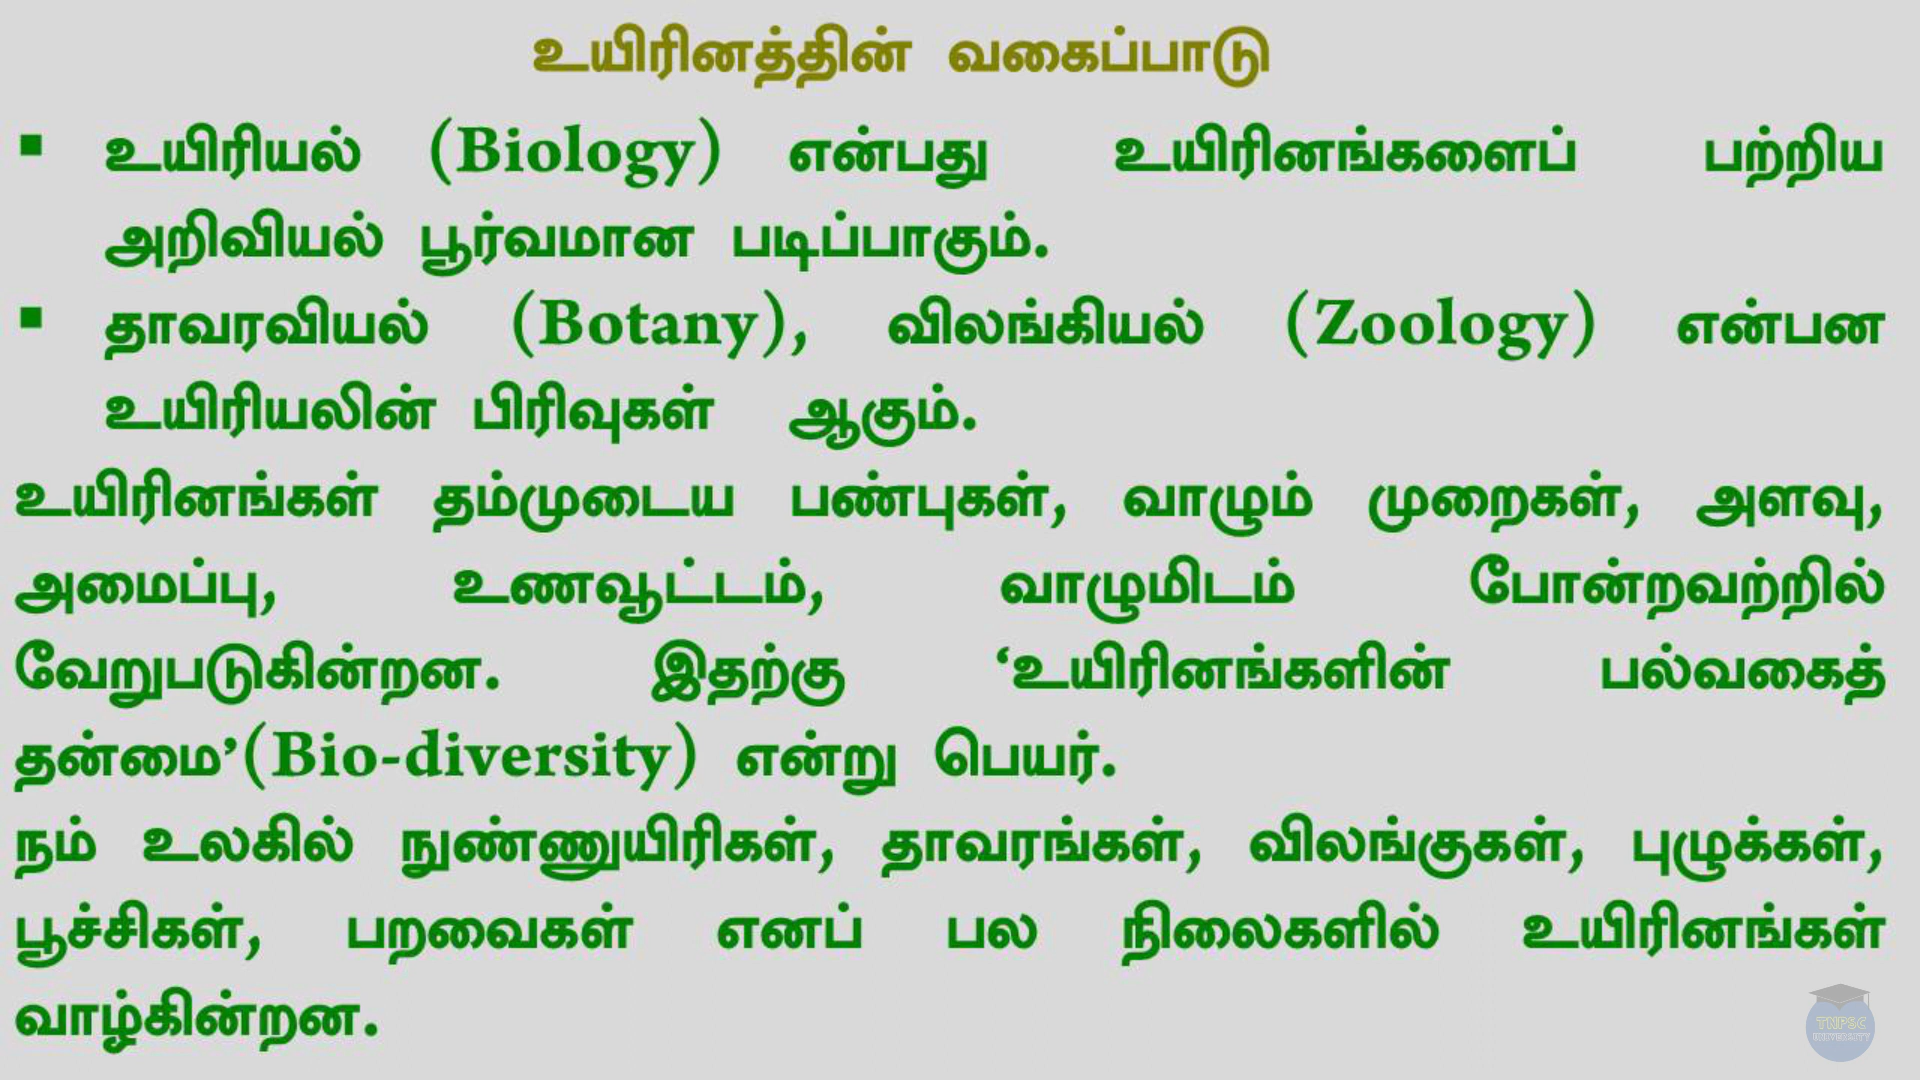 உயிரினத்தின் வகைப்பாடு
▪ உயிரியல் (Biology) என்பது உயிரினங்களைப் பற்றிய
அறிவியல் பூர்வமான படிப்பாகும்.
▪ தாவரவியல் (Botany), விலங்கியல் (Zoology) என்பன
உயிரியலின் பிரிவுகள் ஆகும்.
உயிரினங்கள் தம்முடைய பண்புகள், வாழும் முறைகள், அளவு,
அமைப்பு, உணவூட்டம், வாழுமிடம் போன்றவற்றில்
வேறுபடுகின்றன. இதற்கு ‘உயிரினங்களின் பல்வகைத்
தன்மை’(Bio-diversity) என்று பெயர்.
நம் உலகில் நுண்ணுயிரிகள், தாவரங்கள், விலங்குகள், புழுக்கள்,
பூச்சிகள், பறவைகள் எனப் பல நிலைகளில் உயிரினங்கள்
வாழ்கின்றன.
TNPSC
UNIVERSITY